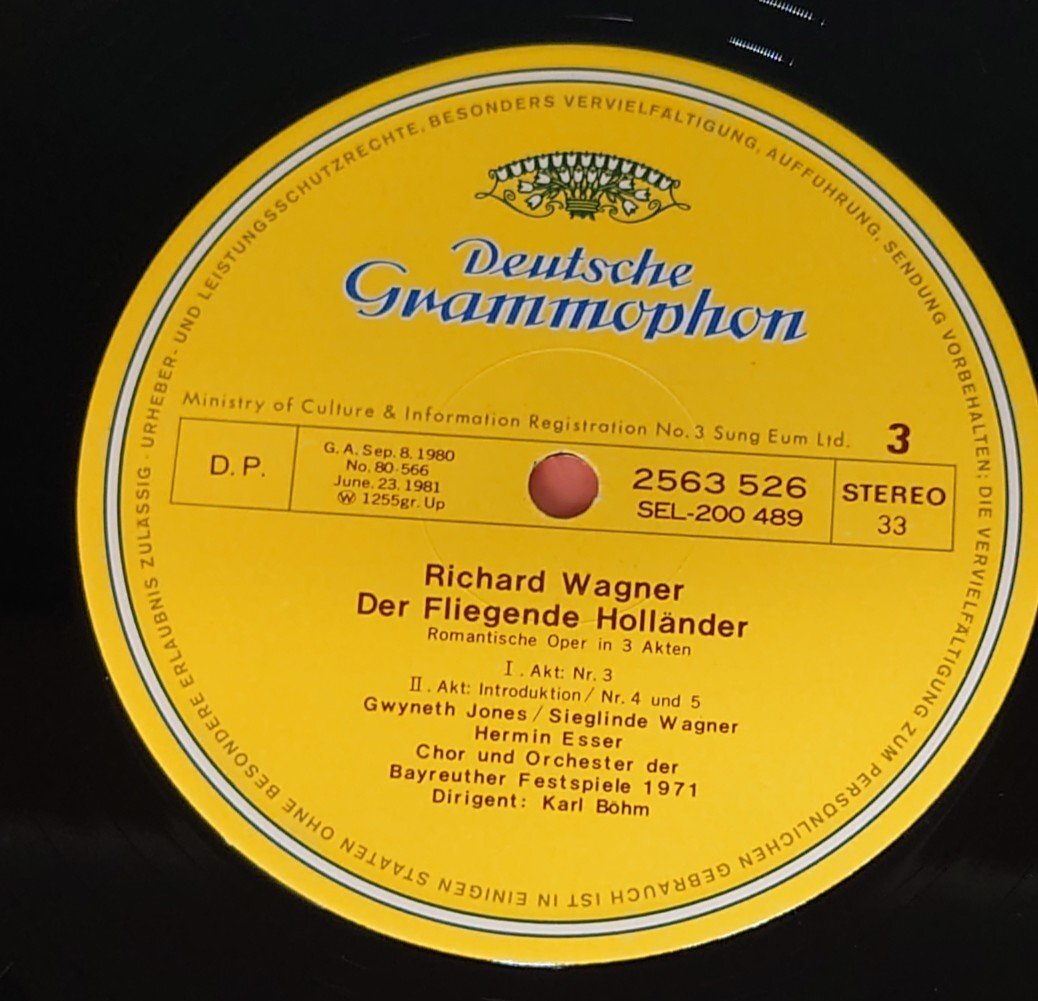 Deutsche
Grammophon
Ministry of Culture & Information Registration No.3 Sung Eum Ltd.
3
D.P.
G.A.Sep.8.1980
No.80-566
June.23.1981
Ⓦ 1255gr.Up
2563 526
SEL-200 489
STEREO
33
Richard Wagner
Der Fliegende Holländer
Romantische Oper in 3 Akten
I. Akt: Nr. 3
II. Akt: Introduktion/ Nr. 4 und 5
Gwyneth Jones/Sieglinde Wagner
Hermin Esser
Chor und Orchester der
Bayreuther Festspiele 1971
Dirigent: Karl Böhm
URHEBER- UND LEISTUNGSSCHUTZRECHTE, BESONDERS VERVIELFÄLTIGUNG, AUFFÜHRUNG, SENDUNG VORBEHALTEN; DIE VERVIELFÄLTIGUNG ZUM PERSÖNLICHEN GEBRAUCH IST IN EINIGEN STAATEN OHNE BESONDERE ERLAUBNIS ZULÄSSIG ·